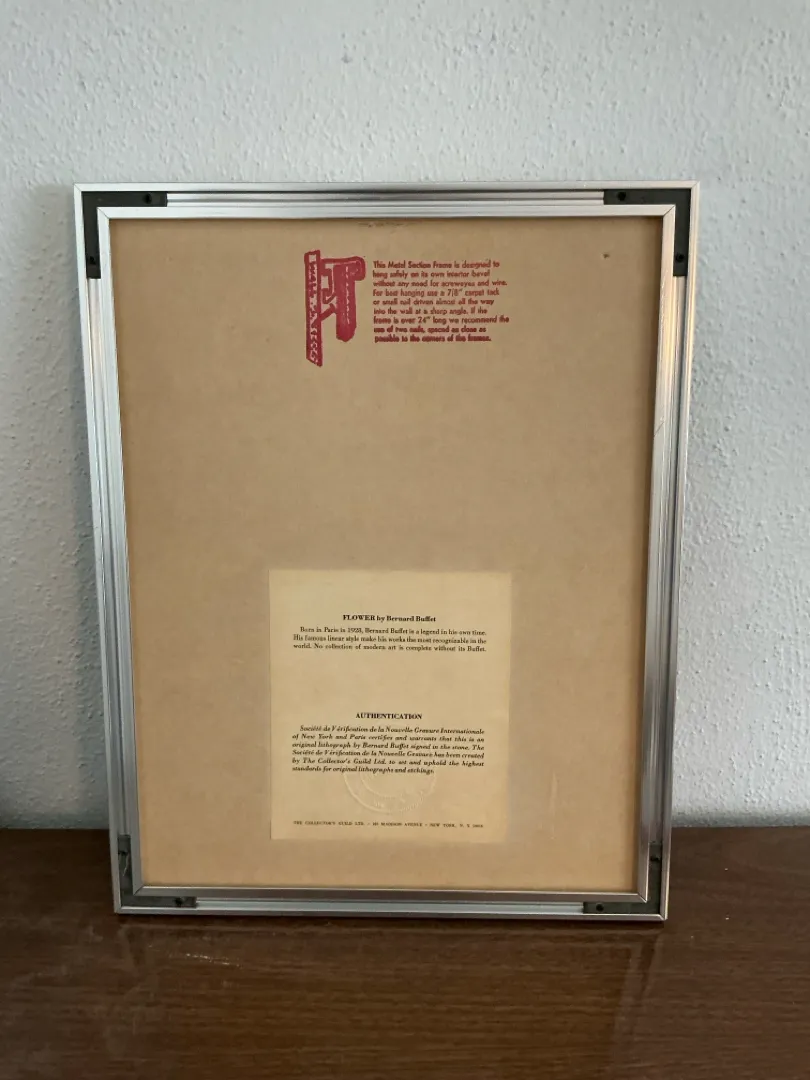 This Metal Section Frame is designed to
hang safely on its own interior bevel
without any need for screweyes and wire.
For best hanging use a 7/8" carpet tack
or small nail driven almost all the way
into the wall at a sharp angle. If the
frame is over 24" long we recommend the
use of two nails, spaced as close as
possible to the corners of the frames.
FLOWER by Bernard Buffet
Born in Paris in 1928, Bernard Buffet is a legend in his own time.
His famous linear style make his works the most recognizable in the
world. No collection of modern art is complete without its Buffet.
AUTHENTICATION
Société de Vérification de la Nouvelle Gravure Internationale
of New York and Paris certifies and warrants that this is an
original lithograph by Bernard Buffet signed in the stone. The
Société de Vérification de la Nouvelle Gravure has been created
by The Collector's Guild Ltd. to set and uphold the highest
standards for original lithographs and etchings.
THE COLLECTOR'S GUILD LTD. · MADISON AVENUE · NEW YORK, N. Y.